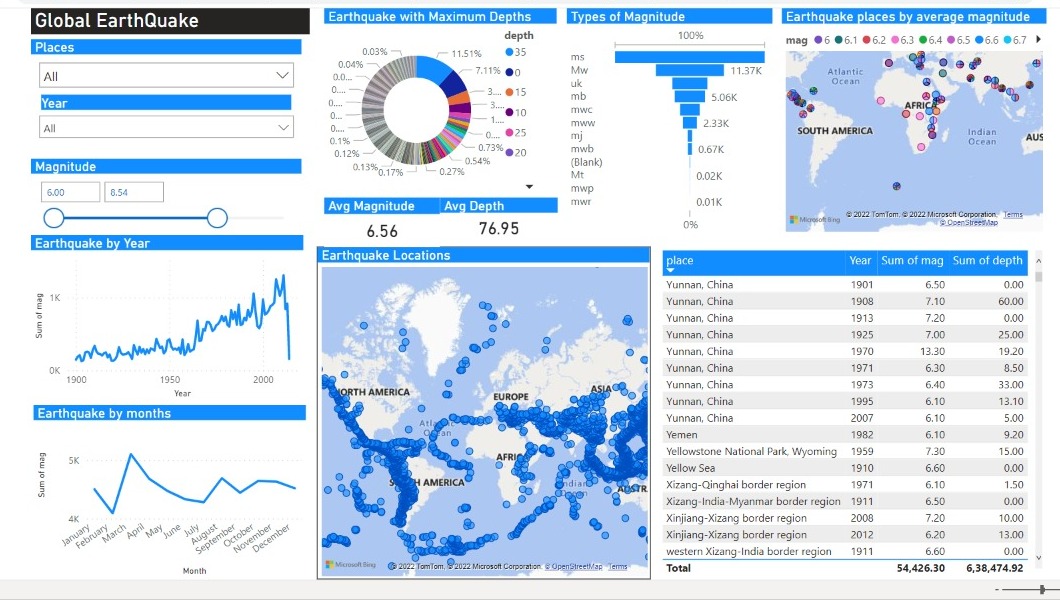 Global EarthQuake
Places
All
Year
All
Magnitude
6.00 8.54
Earthquake by Year
Sum of mag
1K
0K
1900 1950 2000
Year
Earthquake by months
Sum of mag
5K
4K
January February March April May June July August September October November December
Month
Earthquake with Maximum Depths
depth
35
0
15
10
25
20
0.03%
0.04%
0.0...
0....
0....
0....
0.1%
0.12%
0.13%
0.17%
11.51%
7.11%
3....
3....
1....
0....
0.73%
0.54%
0.27%
Avg Magnitude Avg Depth
6.56 76.95
Types of Magnitude
100%
ms
Mw 11.37K
uk
mb 5.06K
mwc
mww 2.33K
mj
mwb 0.67K
(Blank)
Mt 0.02K
mwp
mwr 0.01K
0%
Earthquake places by average magnitude
mag 6 6.1 6.2 6.3 6.4 6.5 6.6 6.7
Atlantic
Ocean
AFRICA
SOUTH AMERICA
Indian
Ocean
AUS
Microsoft Bing
© 2022 TomTom, © 2022 Microsoft Corporation, Terms
© OpenStreetMap
Earthquake Locations
NORTH AMERICA
EUROPE
ASIA
Atlantic
Ocean
AFRI
SOUTH AMERICA
Indian
Ocean
AUSTR
Microsoft Bing
© 2022 TomTom, © 2022 Microsoft Corporation, © OpenStreetMap Terms
place Year Sum of mag Sum of depth
Yunnan, China 1901 6.50 0.00
Yunnan, China 1908 7.10 60.00
Yunnan, China 1913 7.20 0.00
Yunnan, China 1925 7.00 25.00
Yunnan, China 1970 13.30 19.20
Yunnan, China 1971 6.30 8.50
Yunnan, China 1973 6.40 33.00
Yunnan, China 1995 6.10 13.10
Yunnan, China 2007 6.10 5.00
Yemen 1982 6.10 9.20
Yellowstone National Park, Wyoming 1959 7.30 15.00
Yellow Sea 1910 6.60 0.00
Xizang-Qinghai border region 1971 6.10 1.50
Xizang-India-Myanmar border region 1911 6.50 0.00
Xinjiang-Xizang border region 2008 7.20 10.00
Xinjiang-Xizang border region 2012 6.20 13.00
western Xizang-India border region 1911 6.60 0.00
Total 54,426.30 6,38,474.92